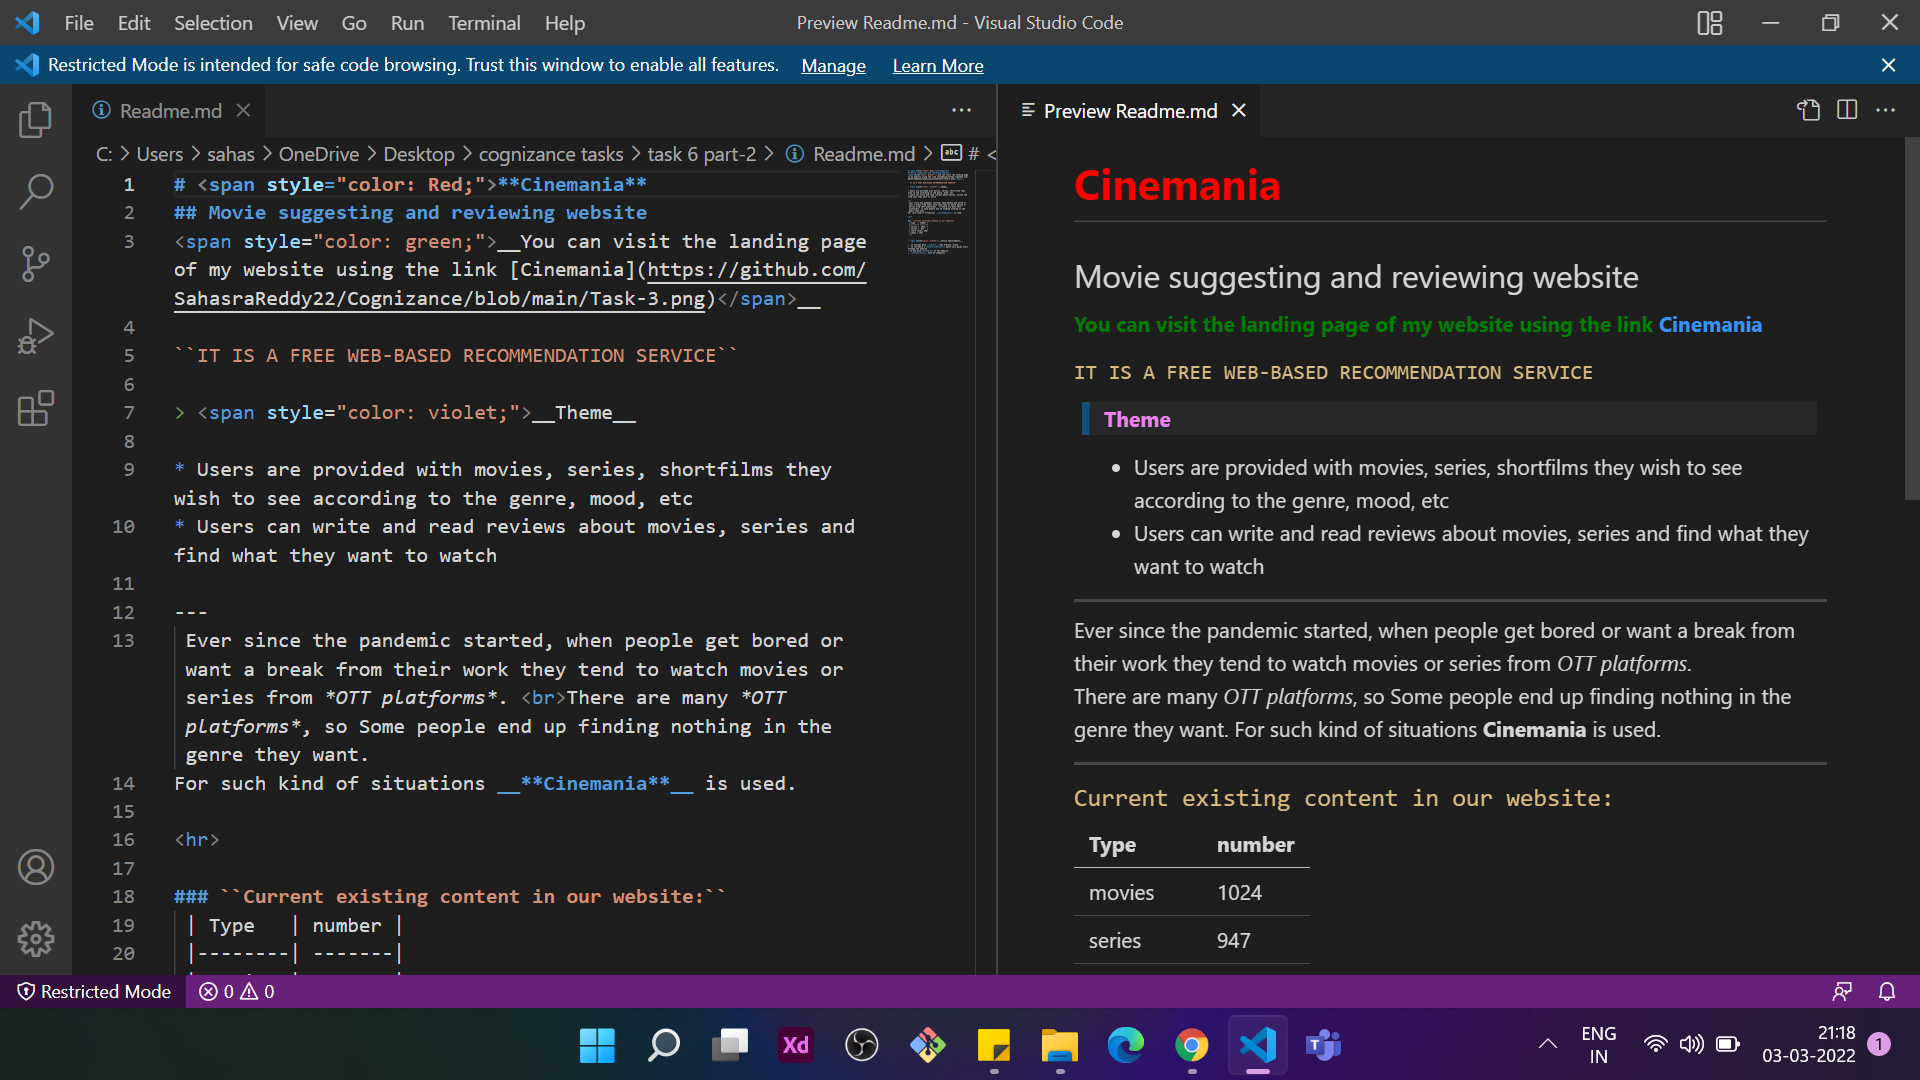 File Edit Selection View Go Run Terminal Help Preview Readme.md - Visual Studio Code
Restricted Mode is intended for safe code browsing. Trust this window to enable all features. Manage Learn More
Readme.md
C: > Users > sahas > OneDrive > Desktop > cognizance tasks > task 6 part-2 > Readme.md > abc # <
1 # <span style="color: Red;">**Cinemania**
2 ## Movie suggesting and reviewing website
3 <span style="color: green;">__You can visit the landing page
of my website using the link [Cinemania](https://github.com/
SahasraReddy22/Cognizance/blob/main/Task-3.png)</span>__
4
5 ``IT IS A FREE WEB-BASED RECOMMENDATION SERVICE``
6
7 > <span style="color: violet;">__Theme__
8
9 * Users are provided with movies, series, shortfilms they
wish to see according to the genre, mood, etc
10 * Users can write and read reviews about movies, series and
find what they want to watch
11
12 ---
13 Ever since the pandemic started, when people get bored or
want a break from their work they tend to watch movies or
series from *OTT platforms*. <br>There are many *OTT
platforms*, so Some people end up finding nothing in the
genre they want.
14 For such kind of situations __**Cinemania**__ is used.
15
16 <hr>
17
18 ### ``Current existing content in our website:``
19 | Type   | number |
20 |--------| -------|
Preview Readme.md
Cinemania
Movie suggesting and reviewing website
You can visit the landing page of my website using the link Cinemania
IT IS A FREE WEB-BASED RECOMMENDATION SERVICE
Theme
• Users are provided with movies, series, shortfilms they wish to see
according to the genre, mood, etc
• Users can write and read reviews about movies, series and find what they
want to watch
Ever since the pandemic started, when people get bored or want a break from
their work they tend to watch movies or series from OTT platforms.
There are many OTT platforms, so Some people end up finding nothing in the
genre they want. For such kind of situations Cinemania is used.
Current existing content in our website:
Type number
movies 1024
series 947
Restricted Mode 0 0
Xd
T
ENG
IN
21:18
03-03-2022
1